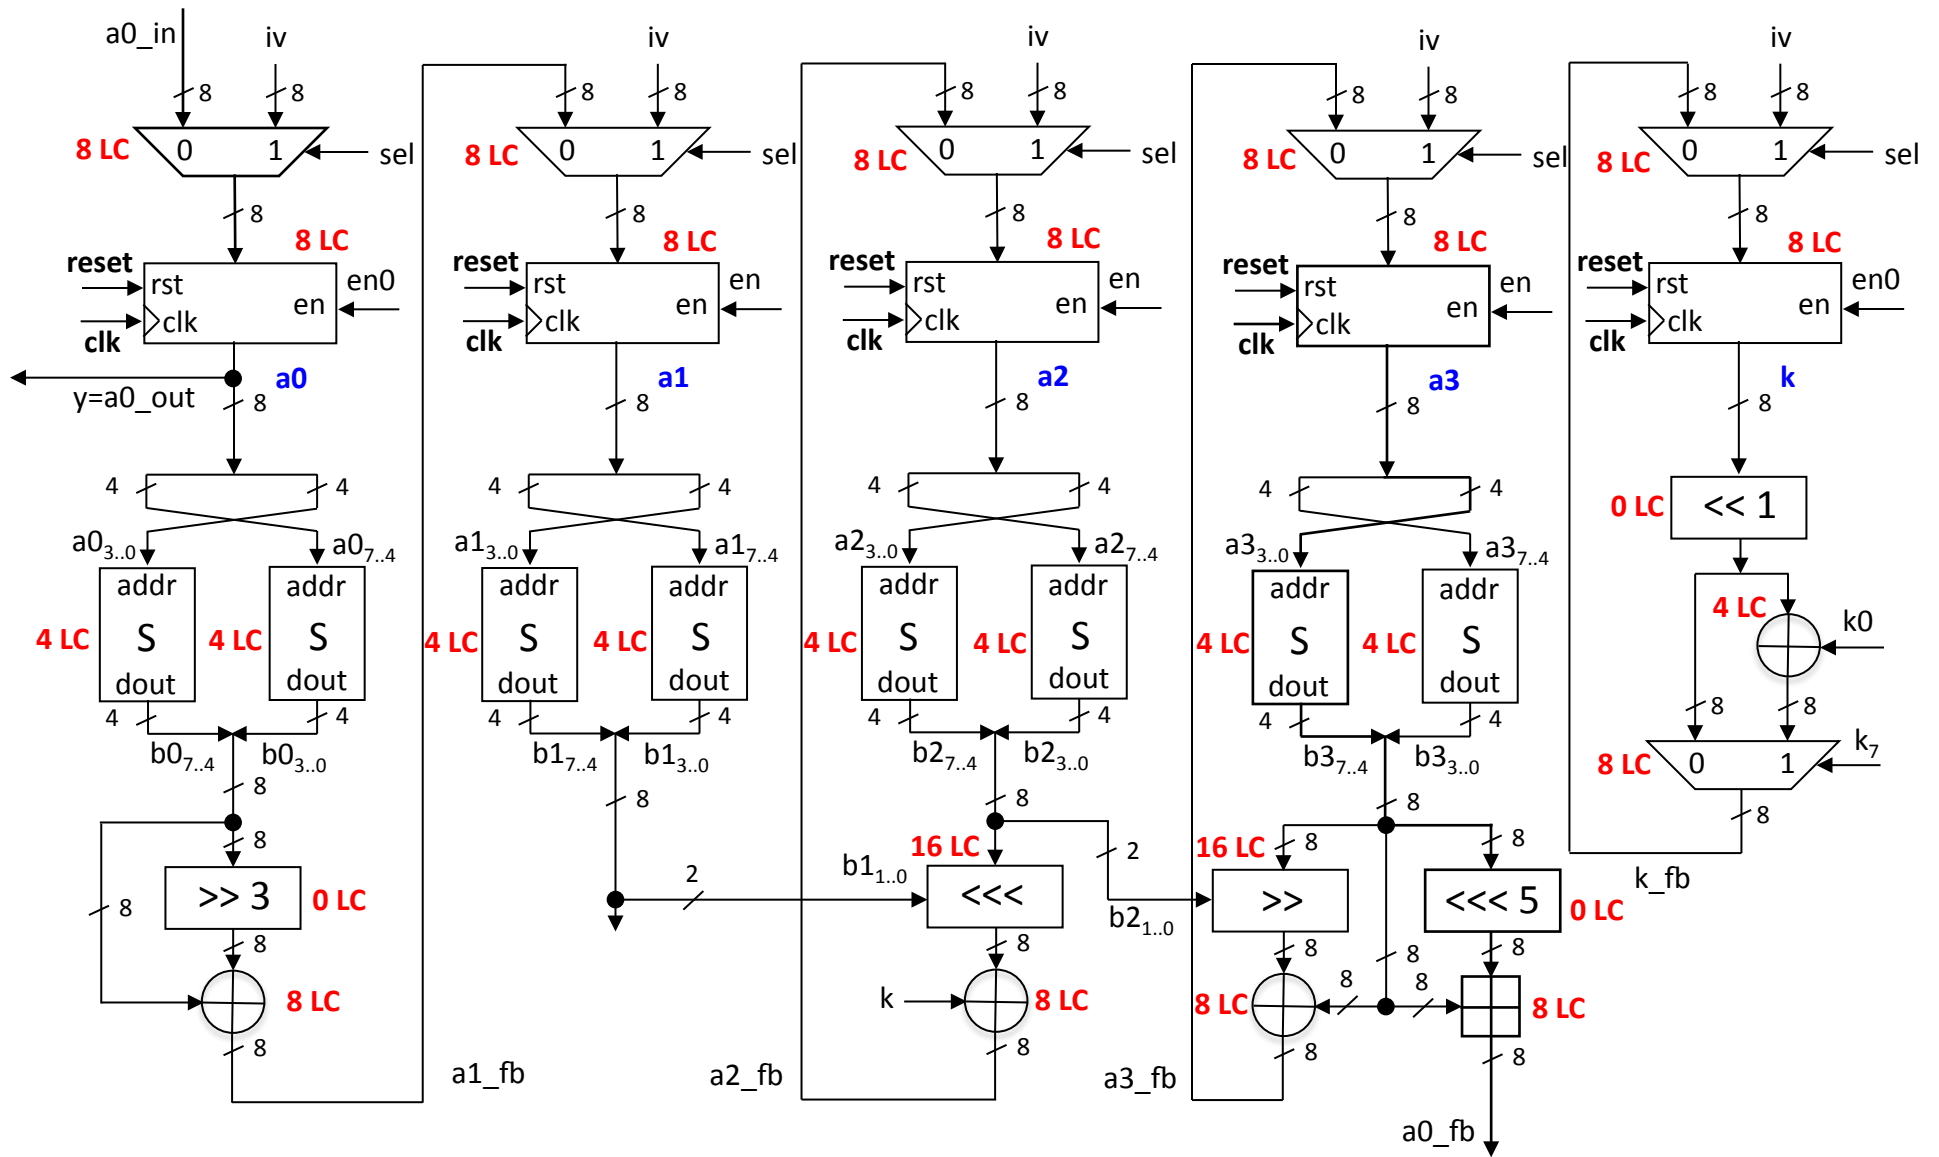 a0_in iv iv iv iv iv
8 8 8 8 8 8 8 8 8 8
8 LC 0 1 sel 8 LC 0 1 sel 8 LC 0 1 sel 8 LC 0 1 sel 8 LC 0 1 sel
8 8 8 8 8
8 LC 8 LC 8 LC 8 LC 8 LC
reset rst en0 reset rst en reset rst en reset rst en reset rst en0
en en en en en
clk clk clk clk clk clk clk clk clk clk
y=a0_out a0 a1 a2 a3 k
8 8 8 8 8
4 4 4 4 4 4 4 4
0 LC << 1
a03..0 a07..4 a13..0 a17..4 a23..0 a27..4 a33..0 a37..4
addr addr addr addr addr addr addr addr
4 LC k0
4 LC S 4 LC S 4 LC S 4 LC S 4 LC S 4 LC S 4 LC S 4 LC S
dout dout dout dout dout dout dout dout
4 4 4 4 4 4 4 4 8 8
b07..4 b03..0 b17..4 b13..0 b27..4 b23..0 b37..4 b33..0
8 LC 0 1 k7
8 8 8 8 8
8 16 LC 2 16 LC 8 8
8 >> 3 0 LC 2 b11..0 <<< b21..0 >> <<< 5 0 LC k_fb
8 8 8 8 8
8 8
8 LC k 8 LC 8 LC 8 LC
8 8 8 8
a1_fb a2_fb a3_fb
a0_fb